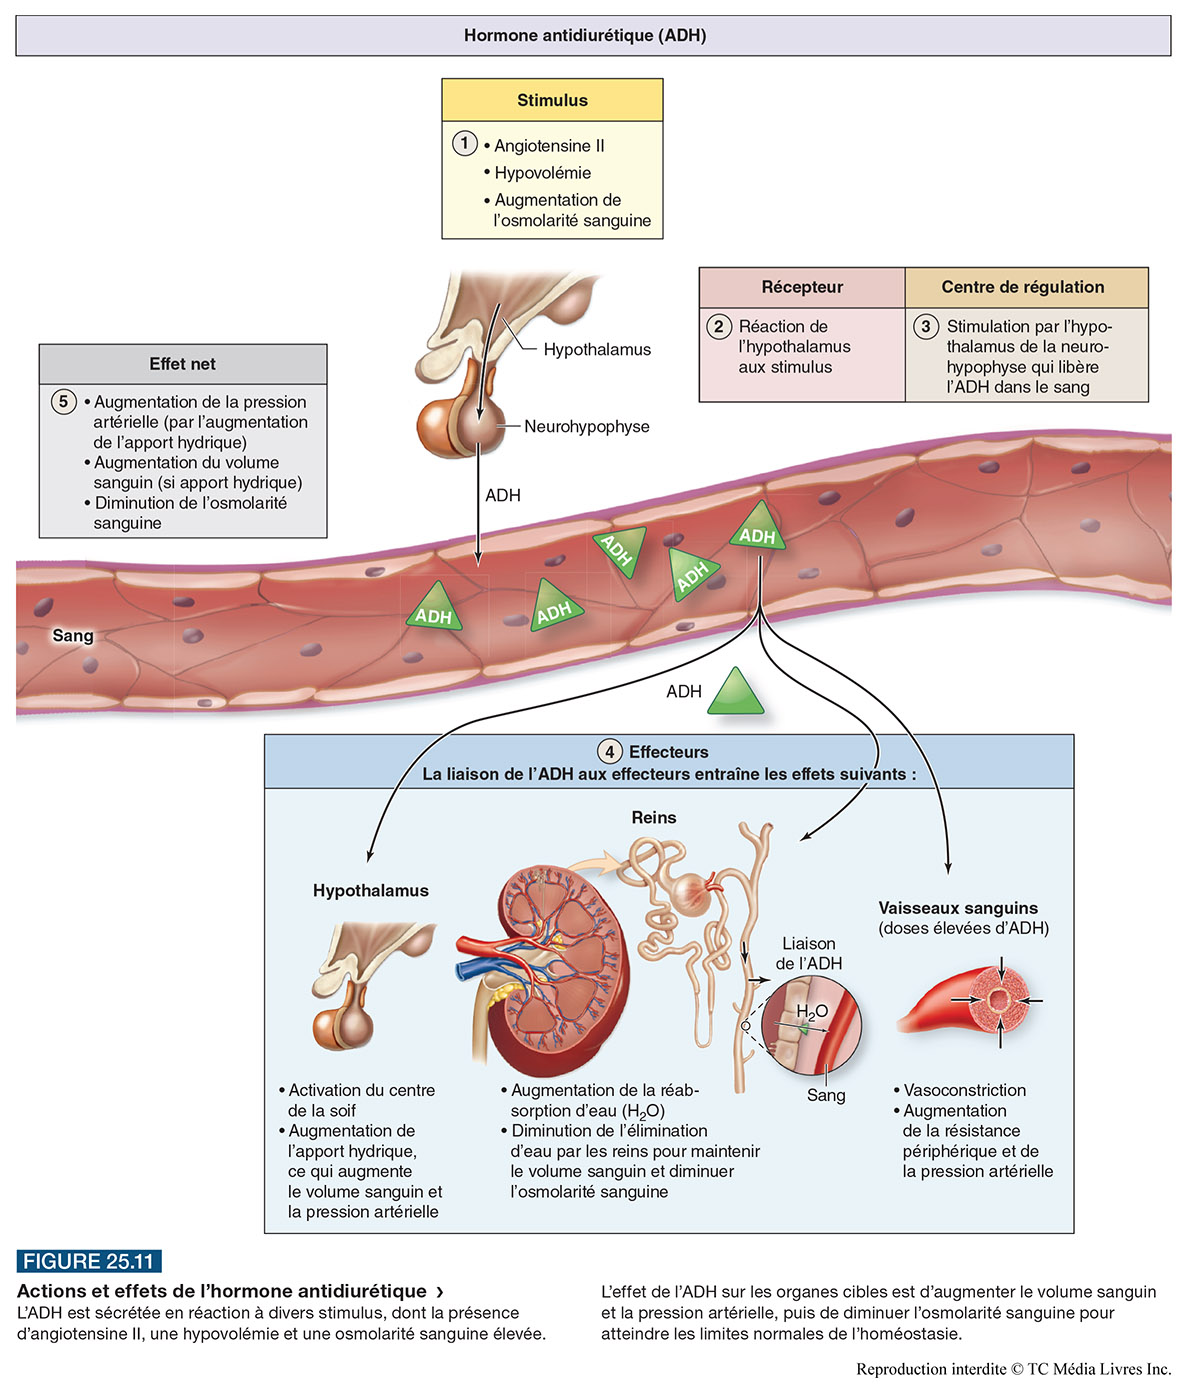 Hormone antidiurétique (ADH)
Stimulus
1
• Angiotensine II
• Hypovolémie
• Augmentation de
l’osmolarité sanguine
Récepteur
2
Réaction de
l’hypothalamus
aux stimulus
Centre de régulation
3
Stimulation par l’hypo-
thalamus de la neuro-
hypophyse qui libère
l’ADH dans le sang
Hypothalamus
Neurohypophyse
ADH
Effet net
5
• Augmentation de la pression
artérielle (par l’augmentation
de l’apport hydrique)
• Augmentation du volume
sanguin (si apport hydrique)
• Diminution de l’osmolarité
sanguine
Sang
ADH
ADH
ADH
ADH
ADH
ADH
4 Effecteurs
La liaison de l’ADH aux effecteurs entraîne les effets suivants :
Hypothalamus
• Activation du centre
de la soif
• Augmentation de
l’apport hydrique,
ce qui augmente
le volume sanguin et
la pression artérielle
Reins
Liaison
de l’ADH
H2O
Sang
• Augmentation de la réab-
sorption d’eau (H2O)
• Diminution de l’élimination
d’eau par les reins pour maintenir
le volume sanguin et diminuer
l’osmolarité sanguine
Vaisseaux sanguins
(doses élevées d’ADH)
• Vasoconstriction
• Augmentation
de la résistance
périphérique et de
la pression artérielle
FIGURE 25.11
Actions et effets de l’hormone antidiurétique ›
L’ADH est sécrétée en réaction à divers stimulus, dont la présence
d’angiotensine II, une hypovolémie et une osmolarité sanguine élevée.
L’effet de l’ADH sur les organes cibles est d’augmenter le volume sanguin
et la pression artérielle, puis de diminuer l’osmolarité sanguine pour
atteindre les limites normales de l’homéostasie.
Reproduction interdite © TC Média Livres Inc.